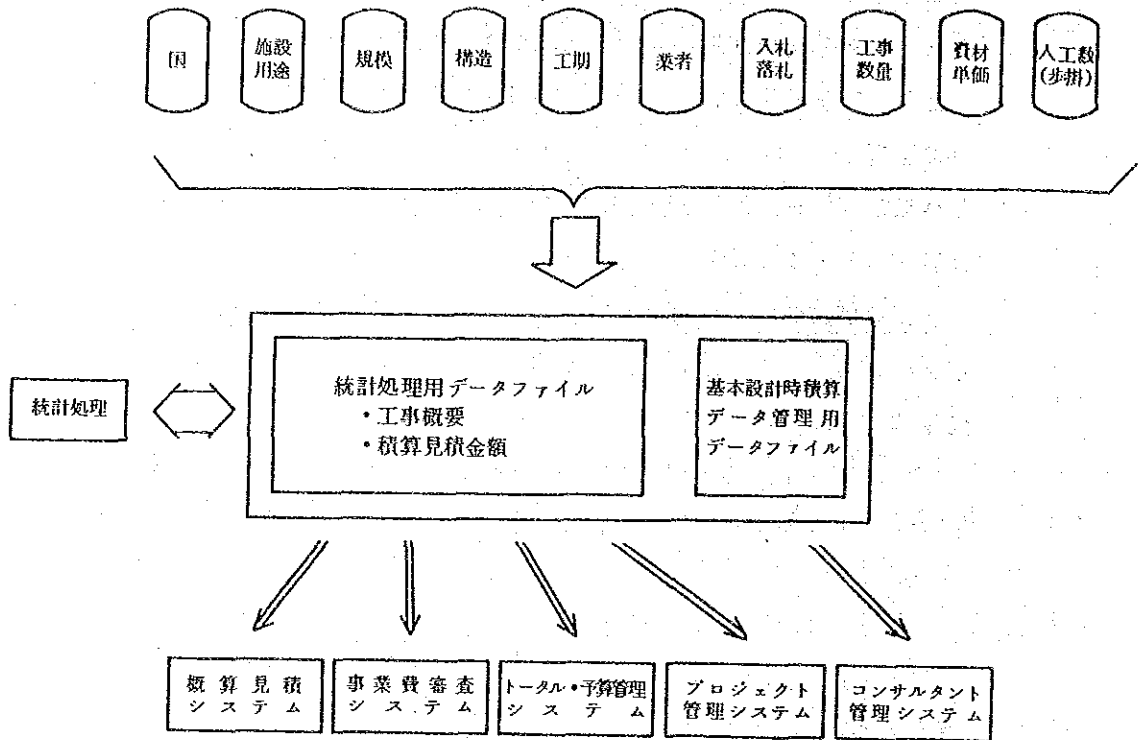 国
施設
用途
規模
構造
工期
業者
入札
落札
工事
数量
資材
単価
人工数
(歩掛)
統計処理
統計処理用データファイル
・工事概要
・積算見積金額
基本設計時積算
データ管理用
データファイル
概算見積
システム
事業費審査
システム
トータル・予算管理
システム
プロジェクト
管理システム
コンサルタント
管理システム